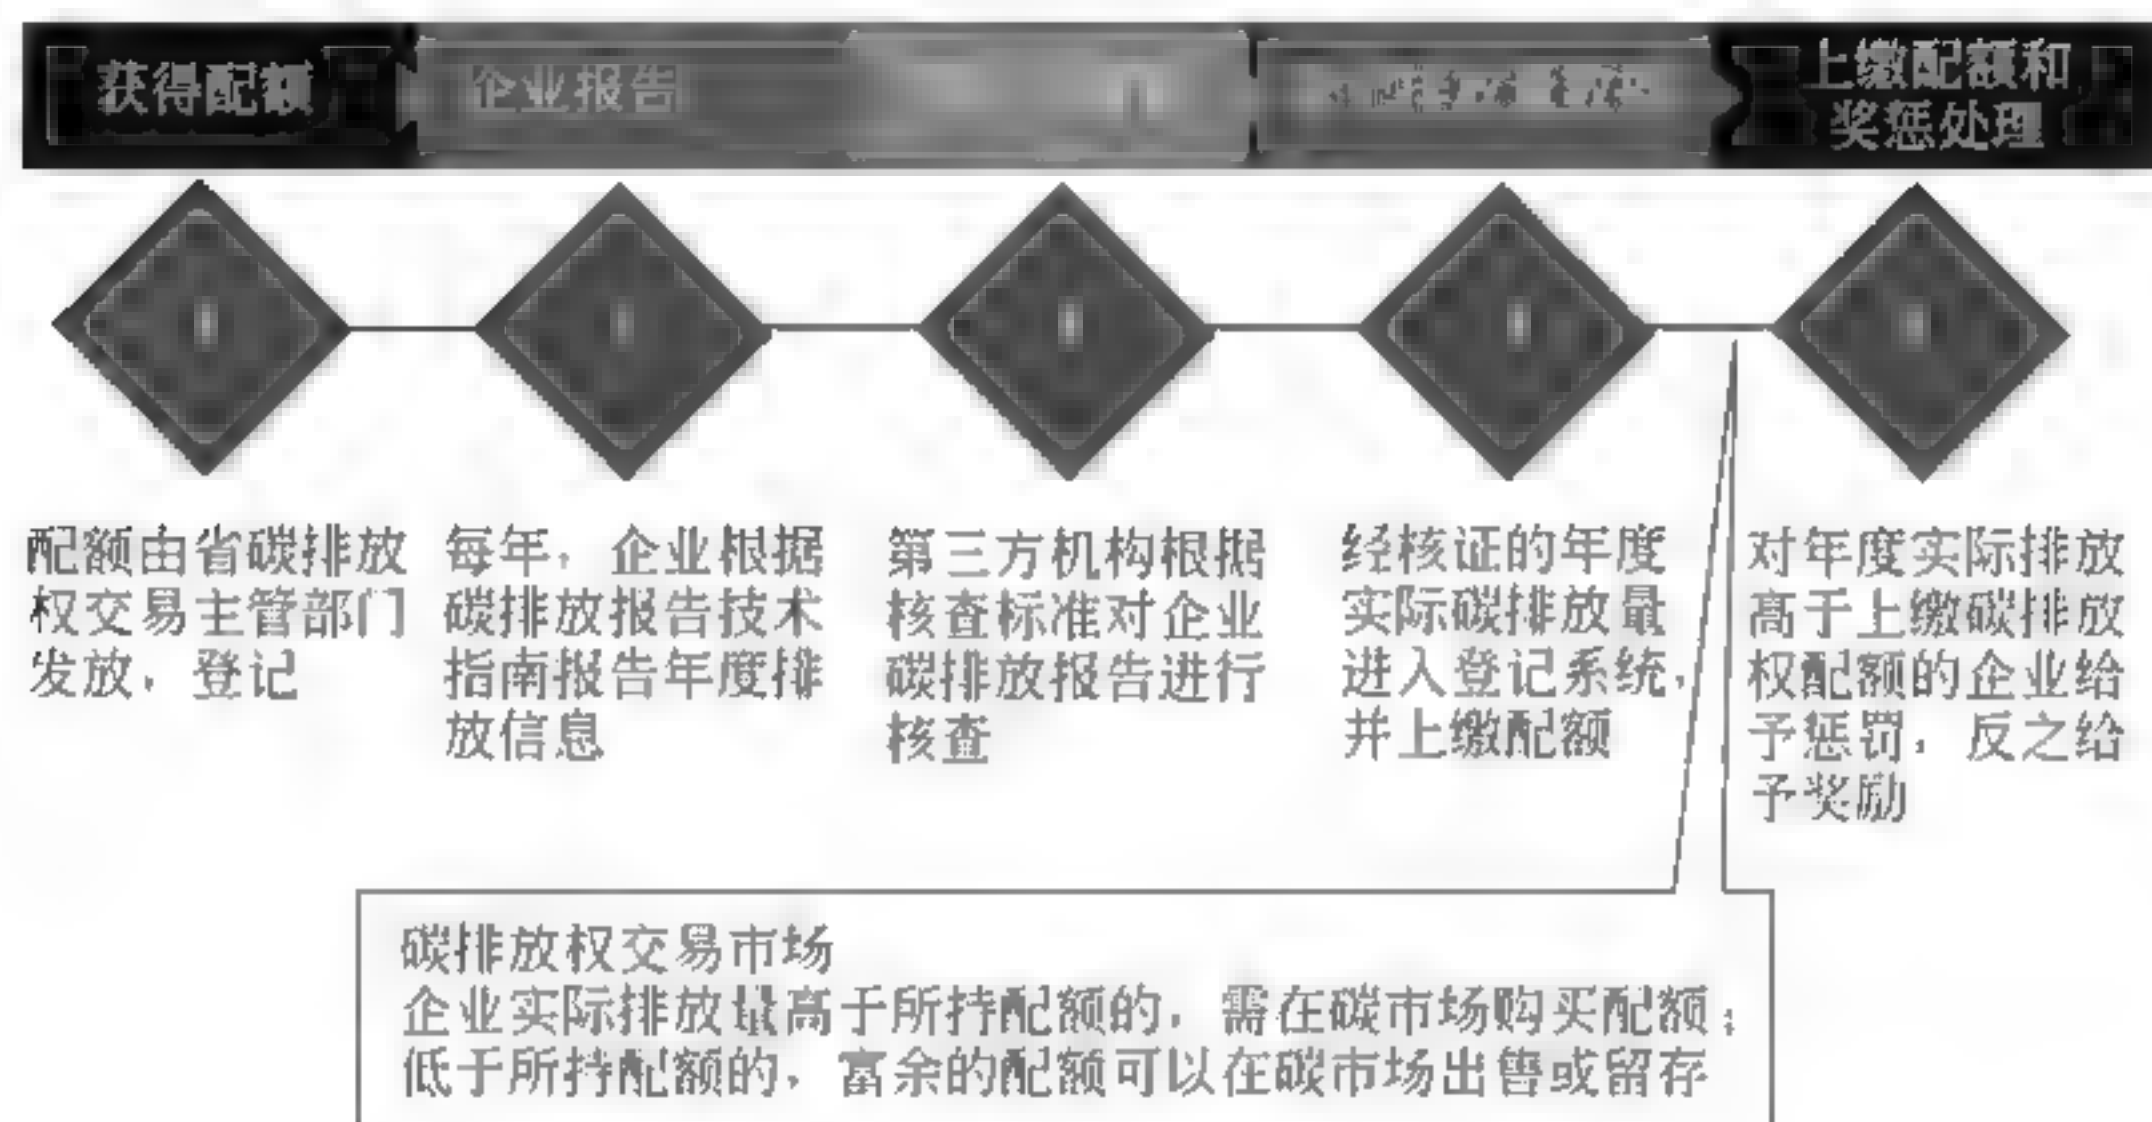 获得配额
企业报告
上缴配额和
奖惩处理
配额由省碳排放
权交易主管部门
发放，登记
每年，企业根据
碳排放报告技术
指南报告年度排
放信息
第三方机构根据
核查标准对企业
碳排放报告进行
核查
经核证的年度
实际碳排放量
进入登记系统，
并上缴配额
对年度实际排放
高于上缴碳排放
权配额的企业给
予惩罚，反之给
予奖励
碳排放权交易市场
企业实际排放量高于所持配额的，需在碳市场购买配额；
低于所持配额的，富余的配额可以在碳市场出售或留存